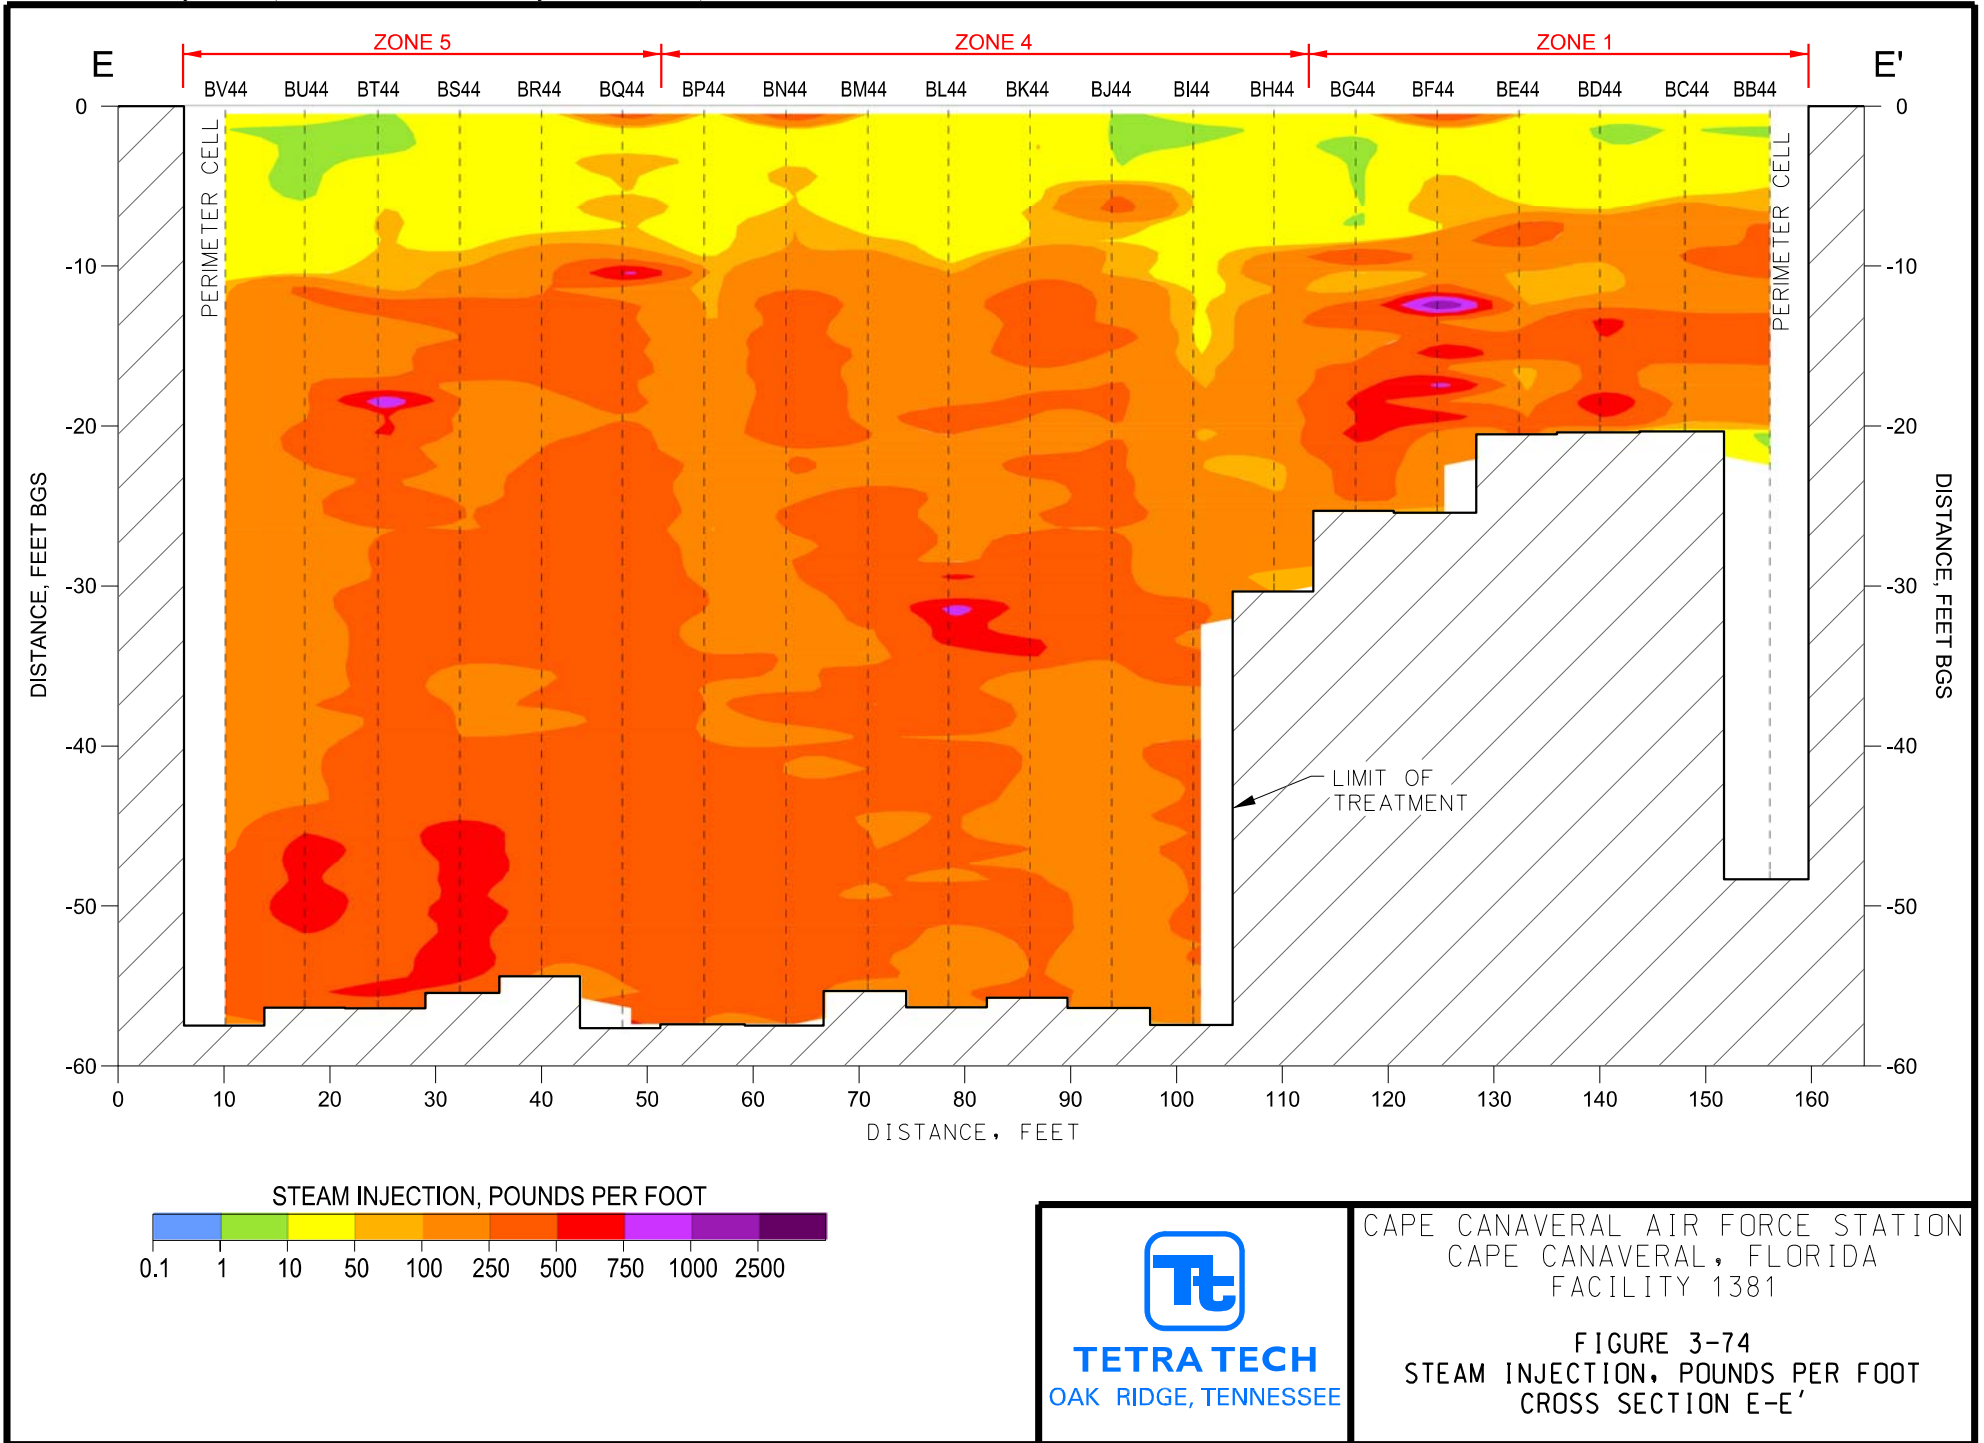 ZONE 5 ZONE 4 ZONE 1
E E'
BV44 BU44 BT44 BS44 BR44 BQ44 BP44 BN44 BM44 BL44 BK44 BJ44 BI44 BH44 BG44 BF44 BE44 BD44 BC44 BB44
0 0
PERIMETER CELL
PERIMETER CELL
-10 -10
-20 -20
DISTANCE, FEET BGS
DISTANCE, FEET BGS
-30 -30
-40 -40
LIMIT OF
TREATMENT
-50 -50
-60 -60
0 10 20 30 40 50 60 70 80 90 100 110 120 130 140 150 160
DISTANCE, FEET
STEAM INJECTION, POUNDS PER FOOT
0.1 1 10 50 100 250 500 750 1000 2500
Tt
TETRA TECH
OAK RIDGE, TENNESSEE
CAPE CANAVERAL AIR FORCE STATION
CAPE CANAVERAL, FLORIDA
FACILITY 1381
FIGURE 3-74
STEAM INJECTION, POUNDS PER FOOT
CROSS SECTION E-E'